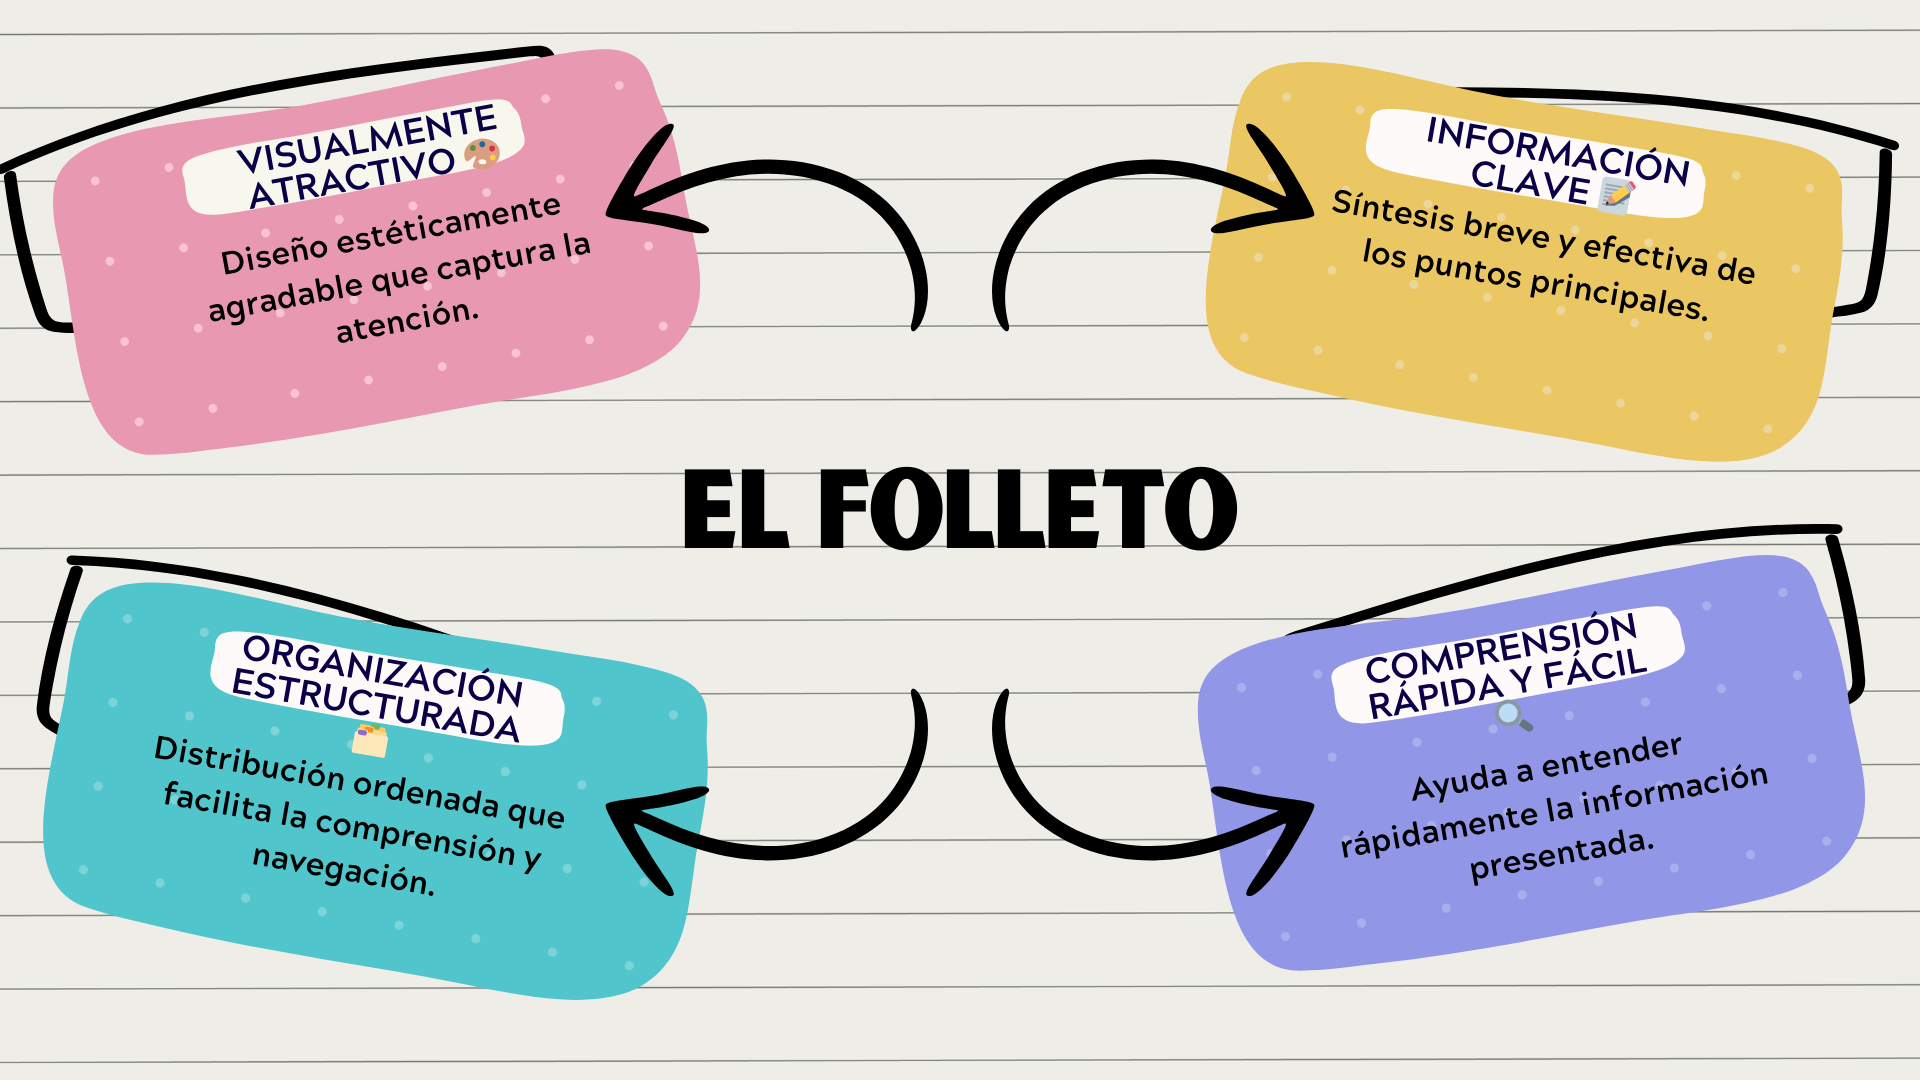 VISUALMENTE
ATRACTIVO 🎨
Diseño estéticamente
agradable que captura la
atención.
INFORMACIÓN
CLAVE 📝
Síntesis breve y efectiva de
los puntos principales.
EL FOLLETO
ORGANIZACIÓN
ESTRUCTURADA
🗂️
Distribución ordenada que
facilita la comprensión y
navegación.
COMPRENSIÓN
RÁPIDA Y FÁCIL
🔍
Ayuda a entender
rápidamente la información
presentada.